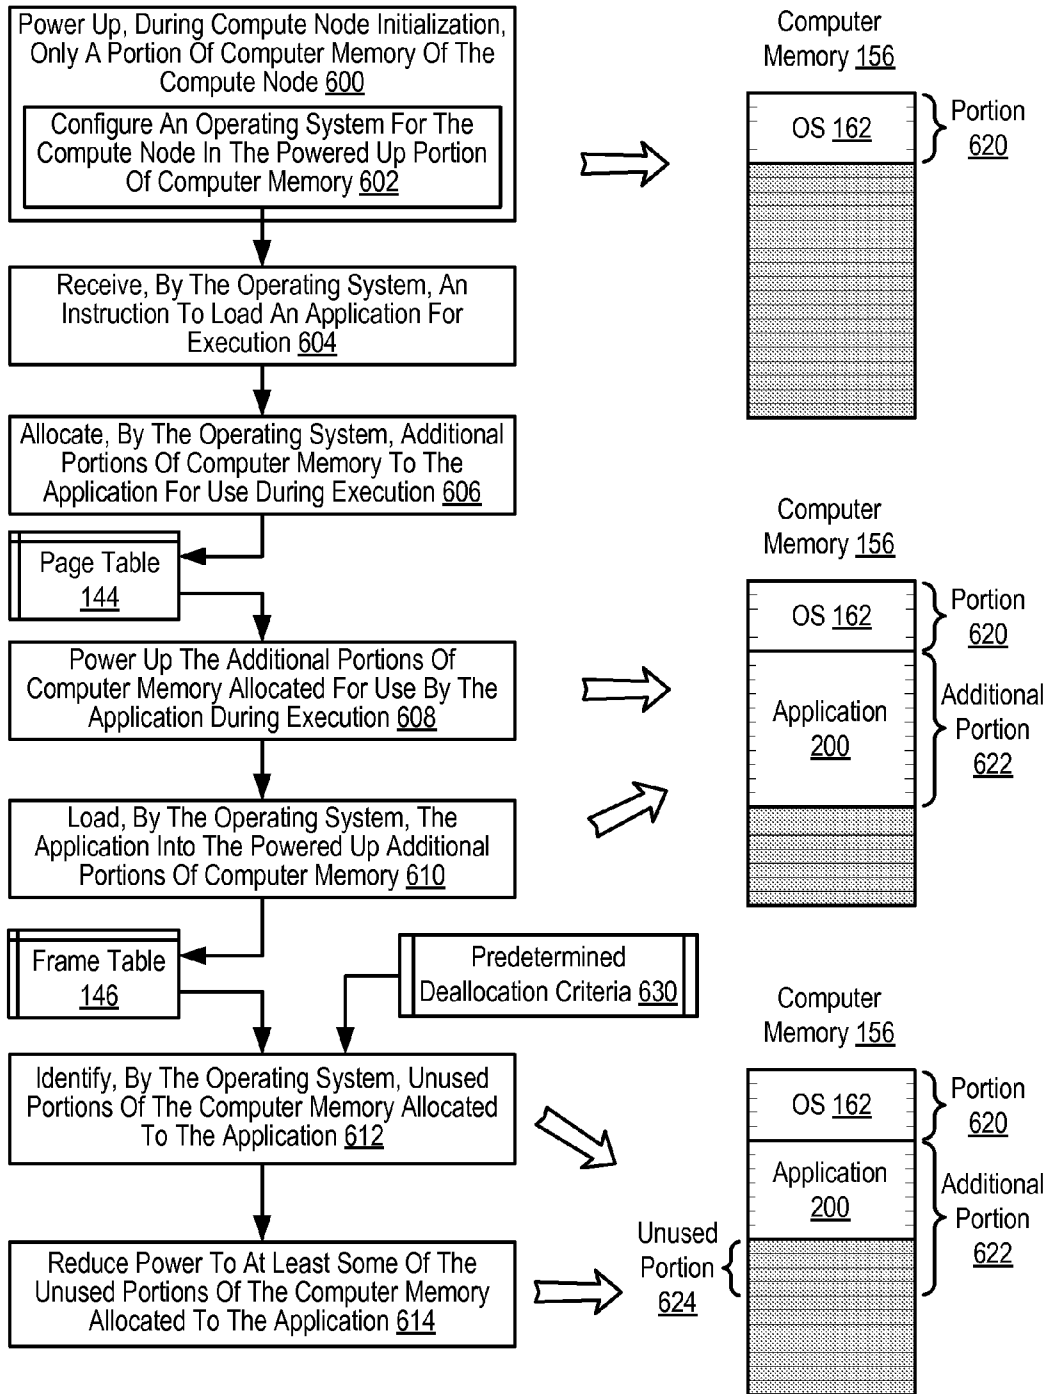 Power Up, During Compute Node Initialization,
Only A Portion Of Computer Memory Of The
Compute Node 600
Configure An Operating System For The
Compute Node In The Powered Up Portion
Of Computer Memory 602
Receive, By The Operating System, An
Instruction To Load An Application For
Execution 604
Allocate, By The Operating System, Additional
Portions Of Computer Memory To The
Application For Use During Execution 606
Page Table
144
Power Up The Additional Portions Of
Computer Memory Allocated For Use By The
Application During Execution 608
Load, By The Operating System, The
Application Into The Powered Up Additional
Portions Of Computer Memory 610
Frame Table
146
Predetermined
Deallocation Criteria 630
Identify, By The Operating System, Unused
Portions Of The Computer Memory Allocated
To The Application 612
Reduce Power To At Least Some Of The
Unused Portions Of The Computer Memory
Allocated To The Application 614
Computer
Memory 156
OS 162
Portion
620
Computer
Memory 156
OS 162
Portion
620
Application
200
Additional
Portion
622
Computer
Memory 156
OS 162
Portion
620
Application
200
Additional
Portion
622
Unused
Portion
624